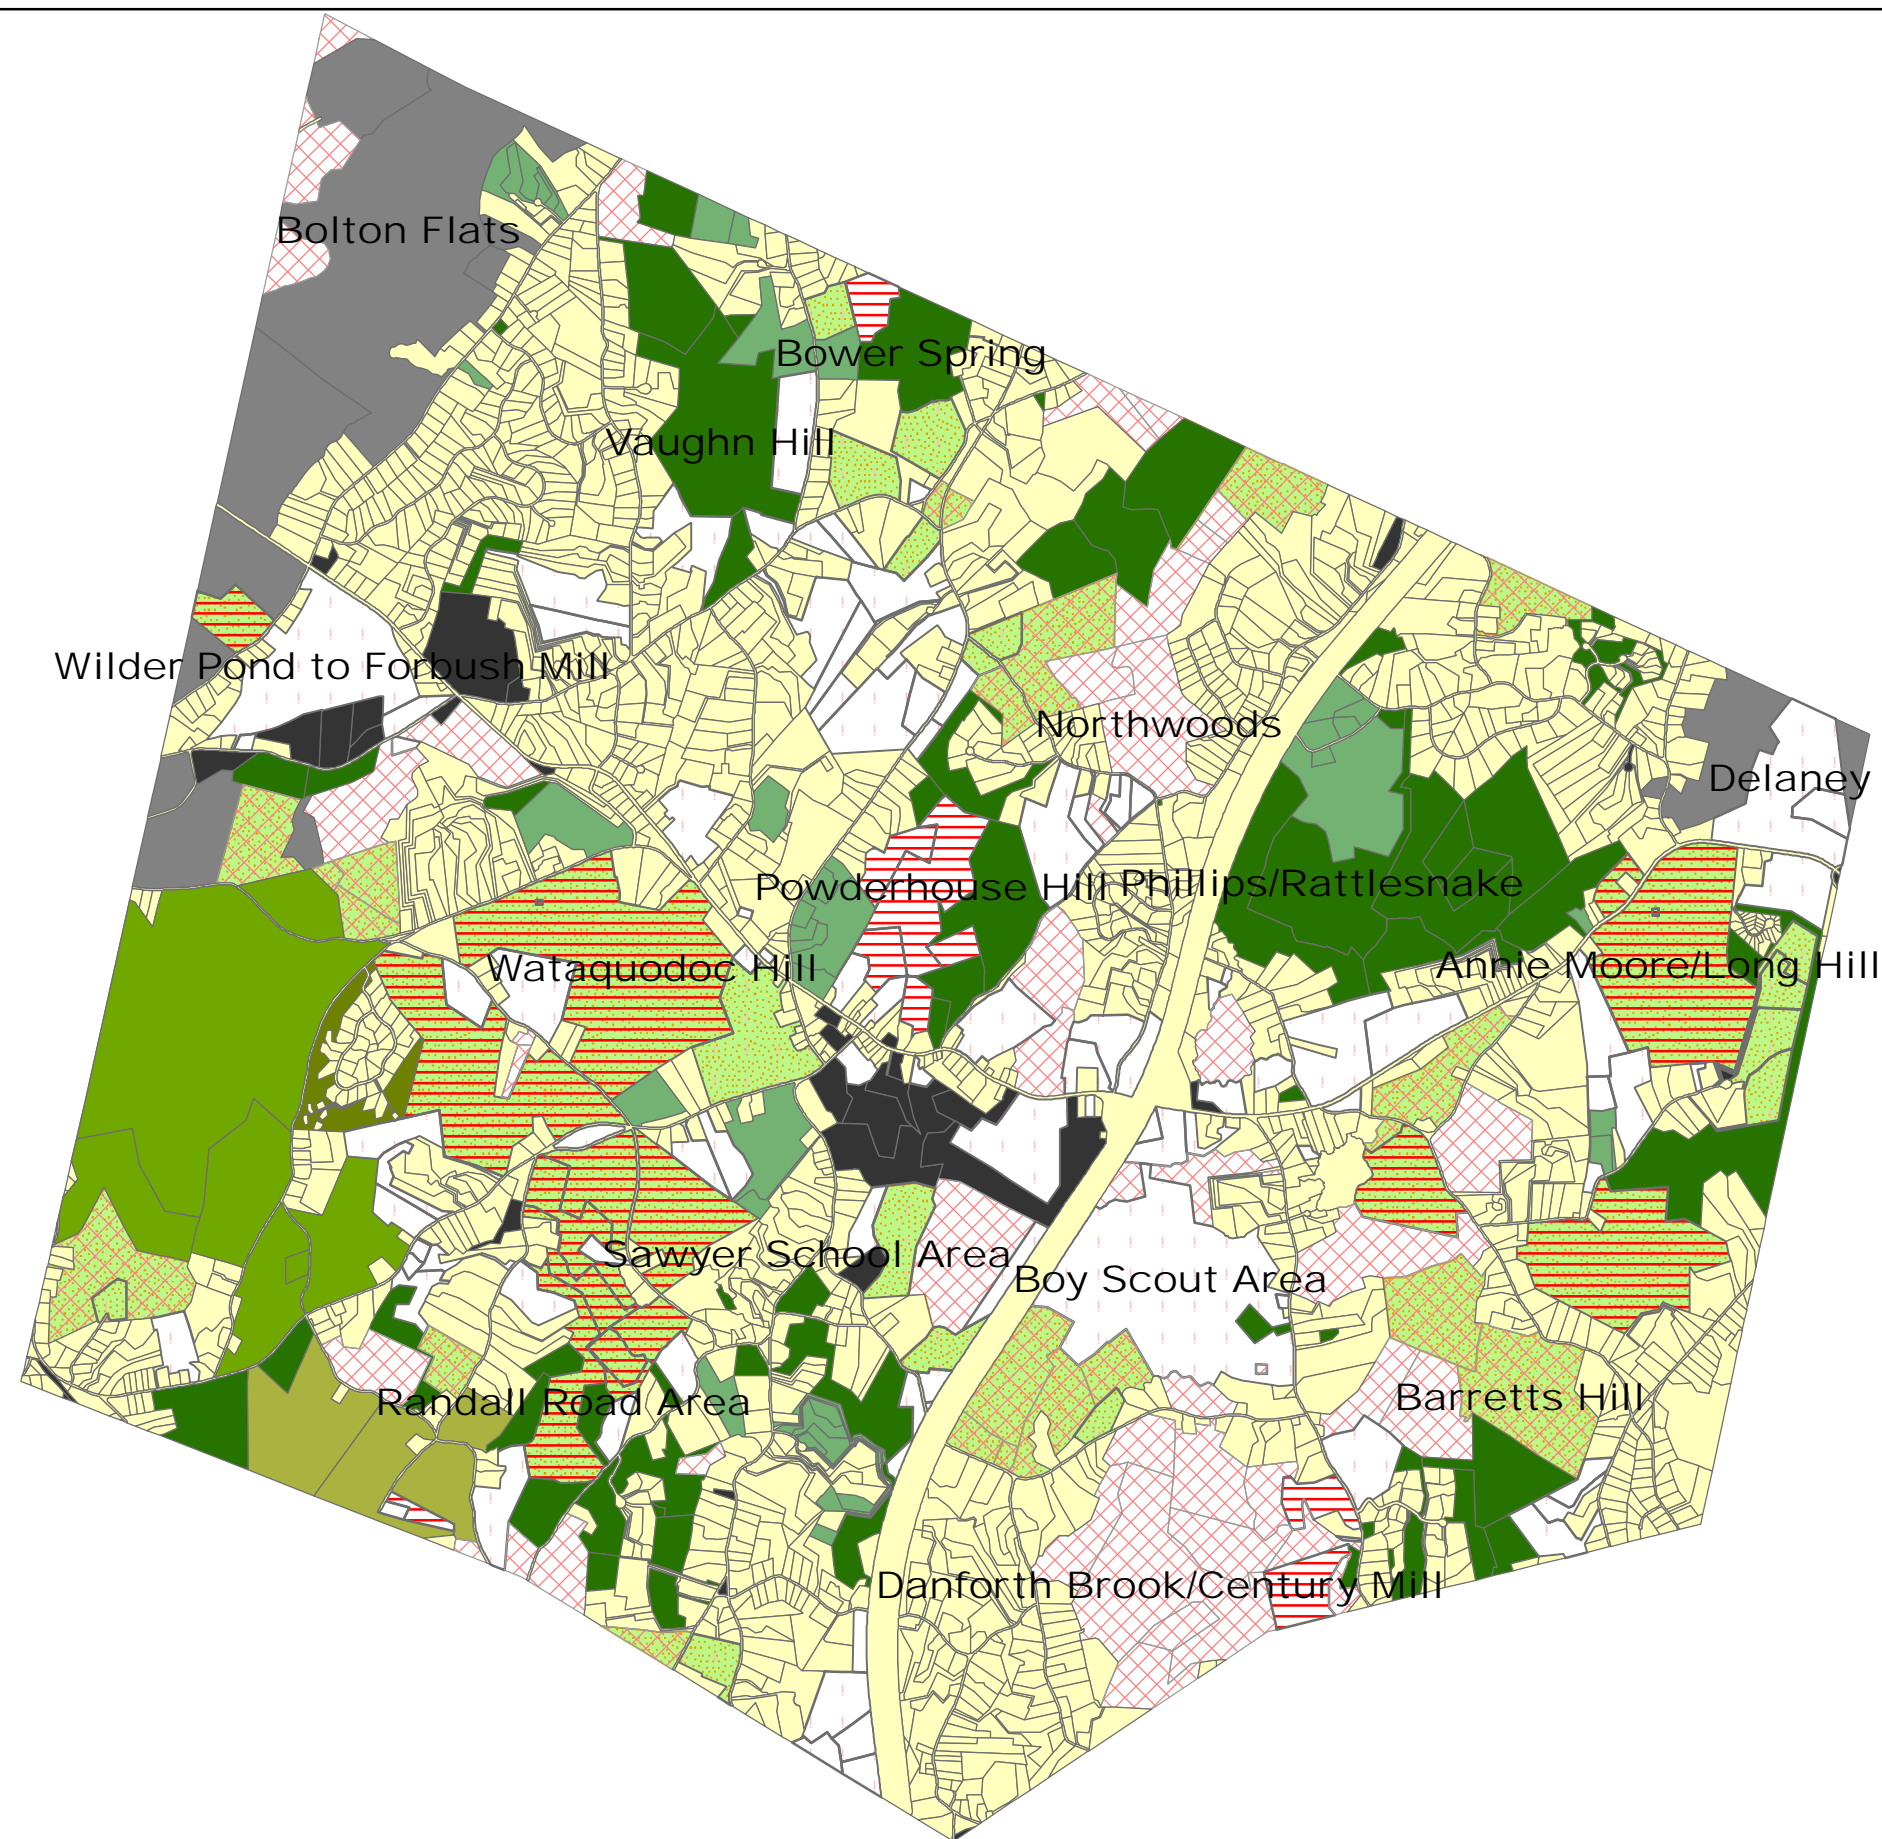 Bolton Flats
Bower Spring
Vaughn Hill
Wilder Pond to Forbush Mill
Northwoods
Delaney
Powderhouse Hill
Phillips/Rattlesnake
Wataquodoc Hill
Annie Moore/Long Hill
Sawyer School Area
Boy Scout Area
Randall Road Area
Barretts Hill
Danforth Brook/Century Mill